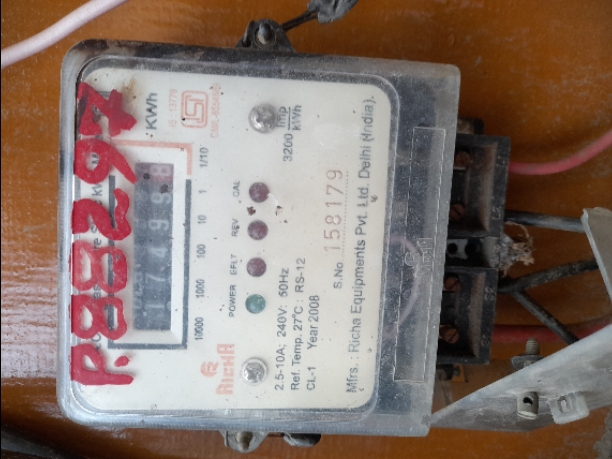 P.88297
KWh
IS 13779
1/10
1
10
100
1000
10000
CAL
REV
EFLT
POWER
RICHA
3200 Imp/kWh
2.5-10A; 240V; 50Hz
Ref. Temp. 27°C : RS-12
CL-1 Year 2008
S.No. 158179
Mfrs. : Richa Equipments Pvt. Ltd. Delhi (India).